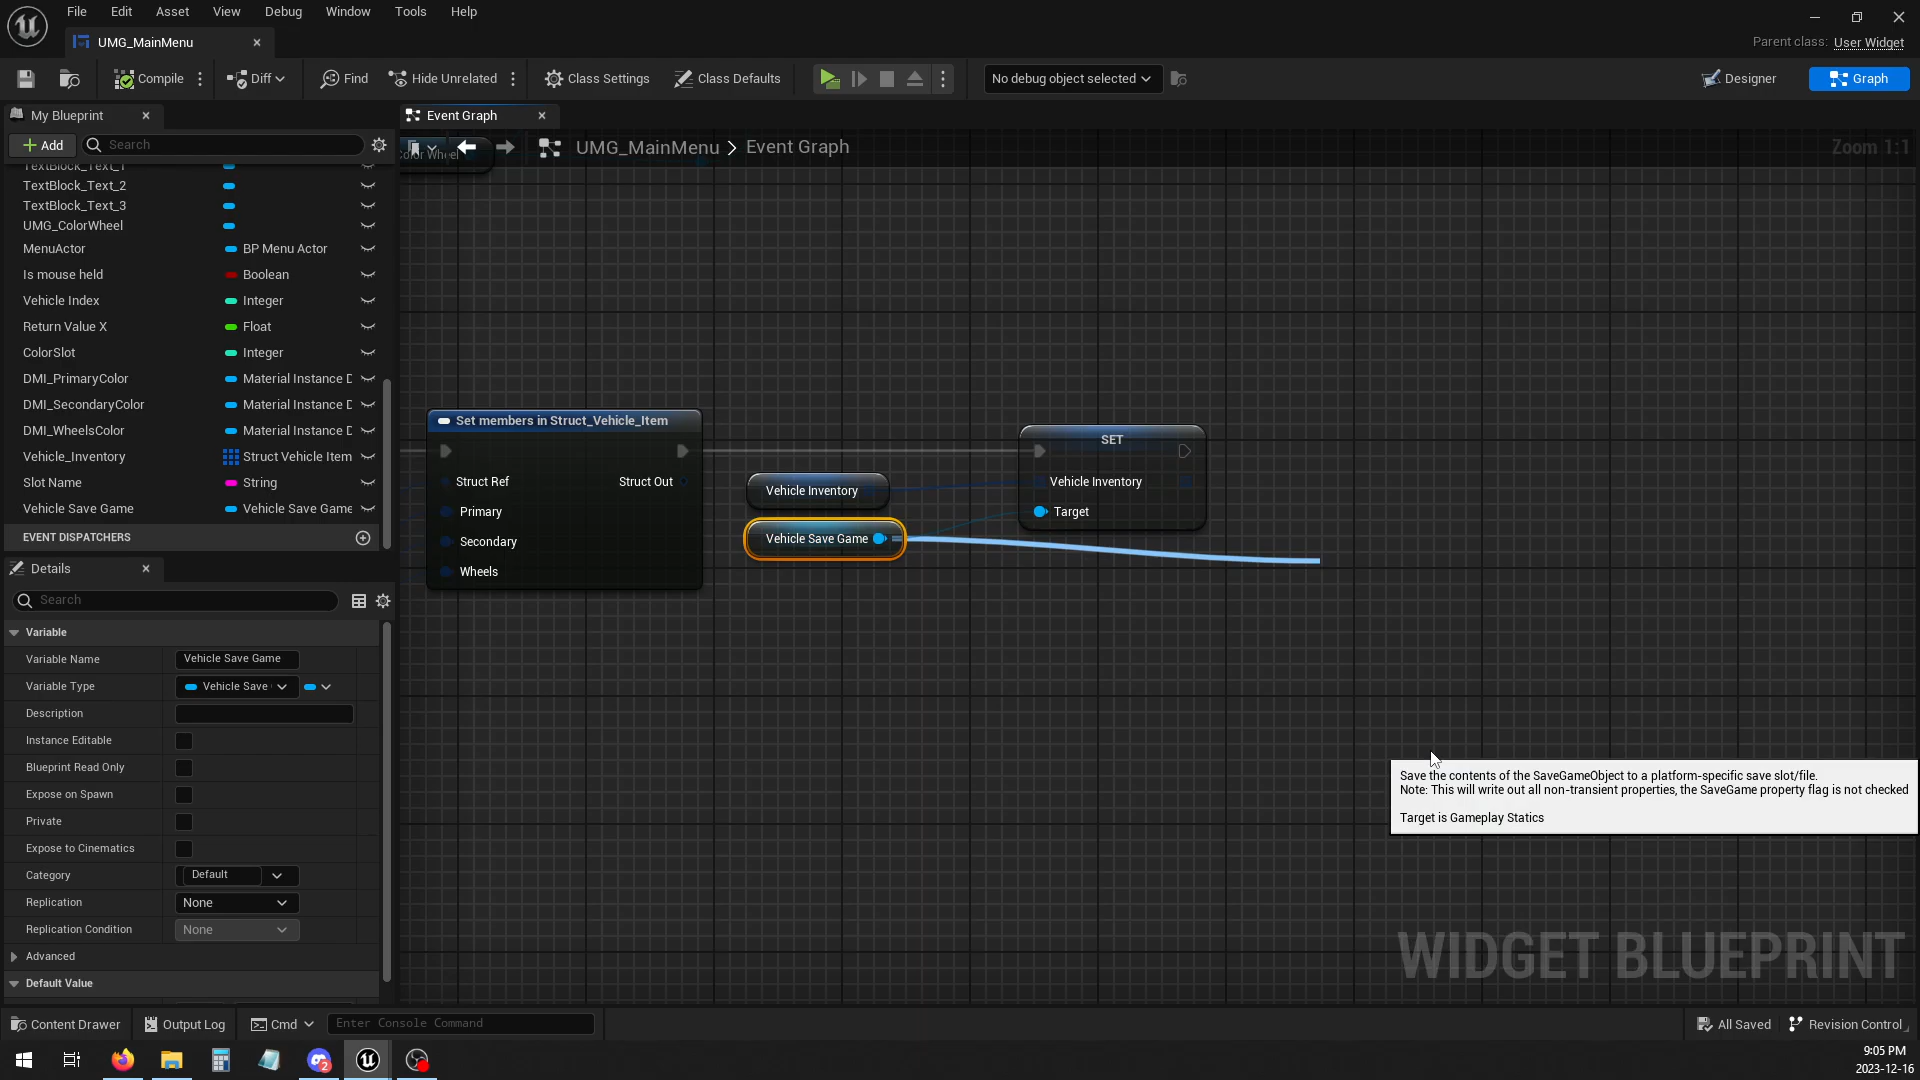 File Edit Asset View Debug Window Tools Help
UMG_MainMenu
Parent class: User Widget
Compile Diff Find Hide Unrelated Class Settings Class Defaults No debug object selected Designer Graph
My Blueprint
Event Graph
Add Search
Color Wheel
UMG_MainMenu > Event Graph
Zoom 1:1
TextBlock_Text_1
TextBlock_Text_2
TextBlock_Text_3
UMG_ColorWheel
MenuActor BP Menu Actor
Is mouse held Boolean
Vehicle Index Integer
Return Value X Float
ColorSlot Integer
DMI_PrimaryColor Material Instance D
DMI_SecondaryColor Material Instance D
DMI_WheelsColor Material Instance D
Vehicle_Inventory Struct Vehicle Item
Slot Name String
Vehicle Save Game Vehicle Save Game
EVENT DISPATCHERS
Set members in Struct_Vehicle_Item
Struct Ref Struct Out
Primary
Secondary
Wheels
Vehicle Inventory
Vehicle Save Game
SET
Vehicle Inventory
Target
Save the contents of the SaveGameObject to a platform-specific save slot/file.
Note: This will write out all non-transient properties, the SaveGame property flag is not checked
Target is Gameplay Statics
WIDGET BLUEPRINT
Details
Search
Variable
Variable Name Vehicle Save Game
Variable Type Vehicle Save
Description
Instance Editable
Blueprint Read Only
Expose on Spawn
Private
Expose to Cinematics
Category Default
Replication None
Replication Condition None
Advanced
Default Value
Content Drawer Output Log Cmd Enter Console Command All Saved Revision Control
2
9:05 PM
2023-12-16